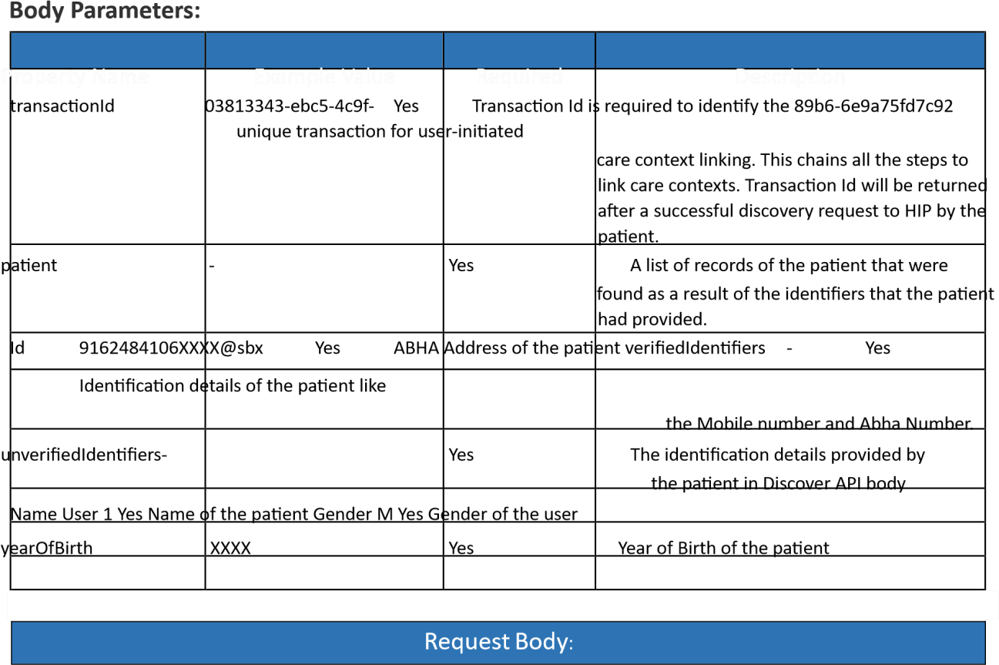 Body Parameters:
Property Name Example Value Required Description
transactionId 03813343-ebc5-4c9f- Yes Transaction Id is required to identify the 89b6-6e9a75fd7c92
unique transaction for user-initiated
care context linking. This chains all the steps to
link care contexts. Transaction Id will be returned
after a successful discovery request to HIP by the
patient.
patient - Yes A list of records of the patient that were
found as a result of the identifiers that the patient
had provided.
Id 9162484106XXXX@sbx Yes ABHA Address of the patient verifiedIdentifiers - Yes
Identification details of the patient like
the Mobile number and Abha Number.
unverifiedIdentifiers- Yes The identification details provided by
the patient in Discover API body
Name User 1 Yes Name of the patient Gender M Yes Gender of the user
yearOfBirth XXXX Yes Year of Birth of the patient
Request Body: